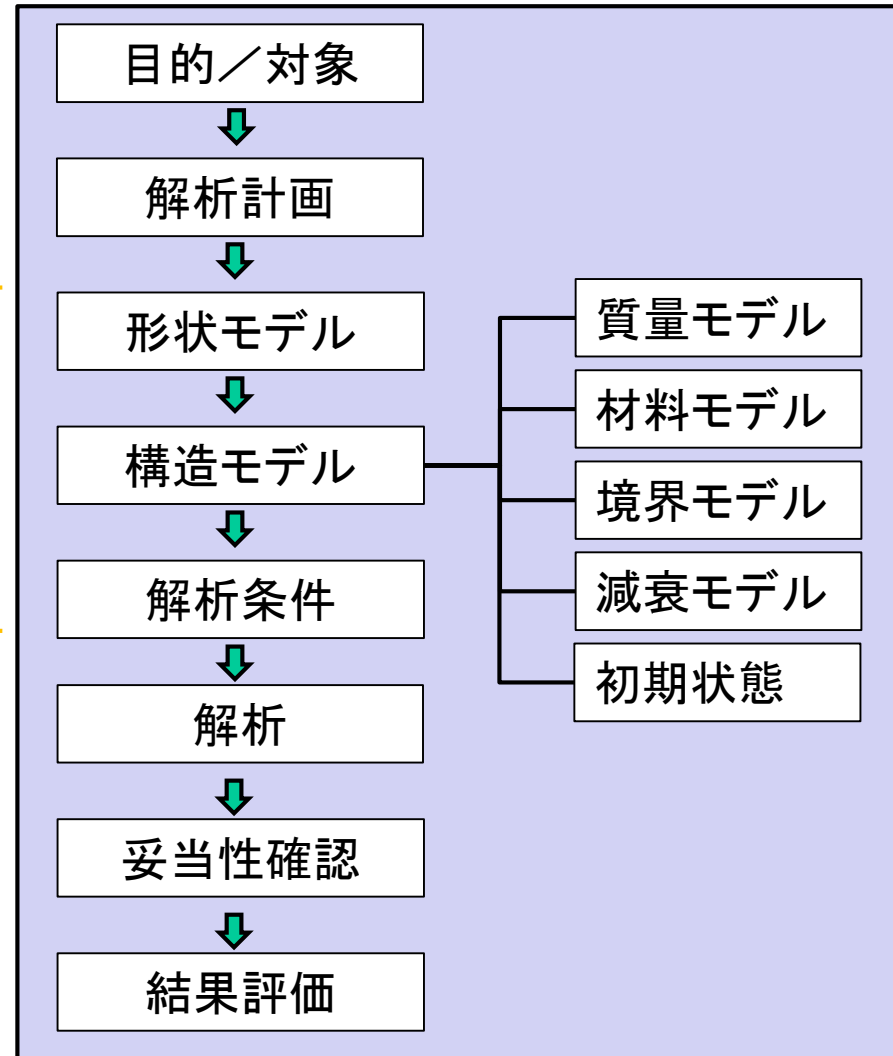 目的／対象
解析計画
形状モデル
構造モデル
解析条件
解析
妥当性確認
結果評価
質量モデル
材料モデル
境界モデル
減衰モデル
初期状態